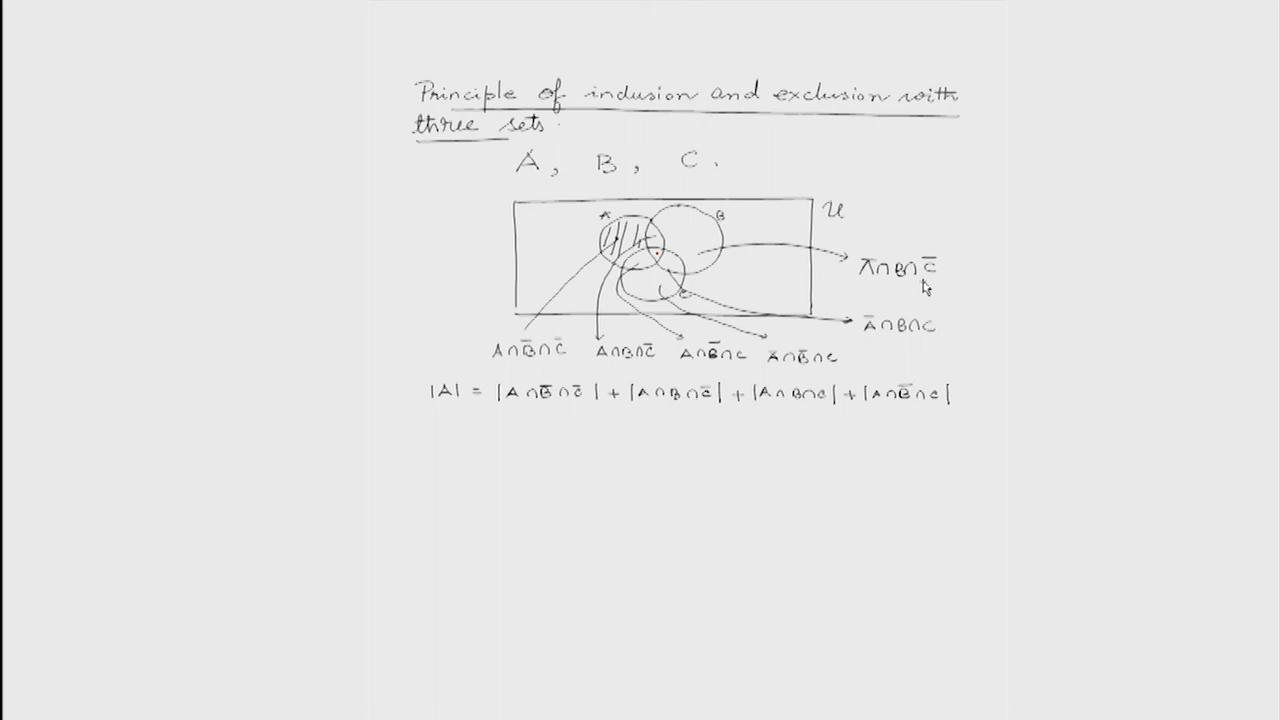 Principle of inclusion and exclusion with
three sets.
A, B, C.
A B U
C
Ā∩B∩C̄
Ā∩B∩C
A∩B̄∩C̄ A∩B∩C̄ A∩B̄∩C Ā∩B̄∩C
|A| = |A∩B̄∩C̄| + |A∩B∩C̄| + |A∩B∩C| + |A∩B̄∩C|